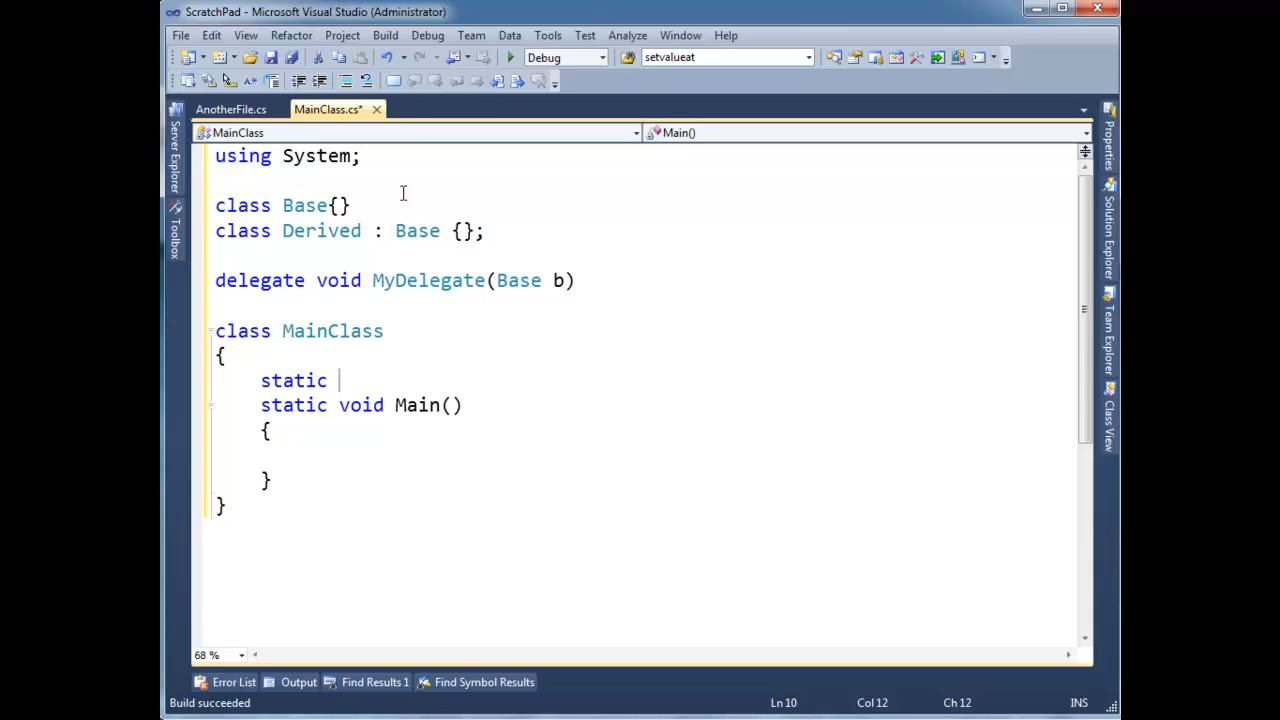 ScratchPad - Microsoft Visual Studio (Administrator)
File Edit View Refactor Project Build Debug Team Data Tools Test Analyze Window Help
Debug setvalueat
AnotherFile.cs MainClass.cs*
MainClass Main()
using System;
class Base{}
class Derived : Base {};
delegate void MyDelegate(Base b)
class MainClass
{
static
static void Main()
{
}
}
Server Explorer
Toolbox
Properties
Solution Explorer
Team Explorer
Class View
68 %
Error List Output Find Results 1 Find Symbol Results
Build succeeded Ln 10 Col 12 Ch 12 INS